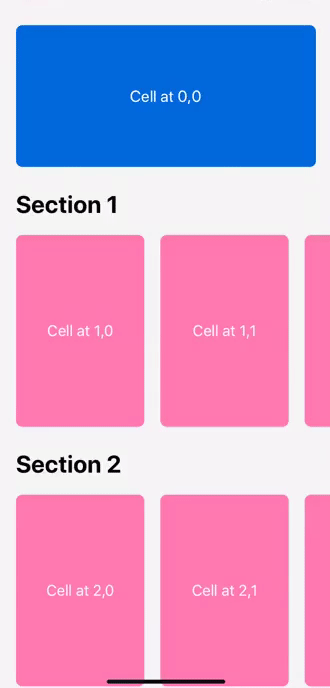 Cell at 0,0
Section 1
Cell at 1,0
Cell at 1,1
Section 2
Cell at 2,0
Cell at 2,1